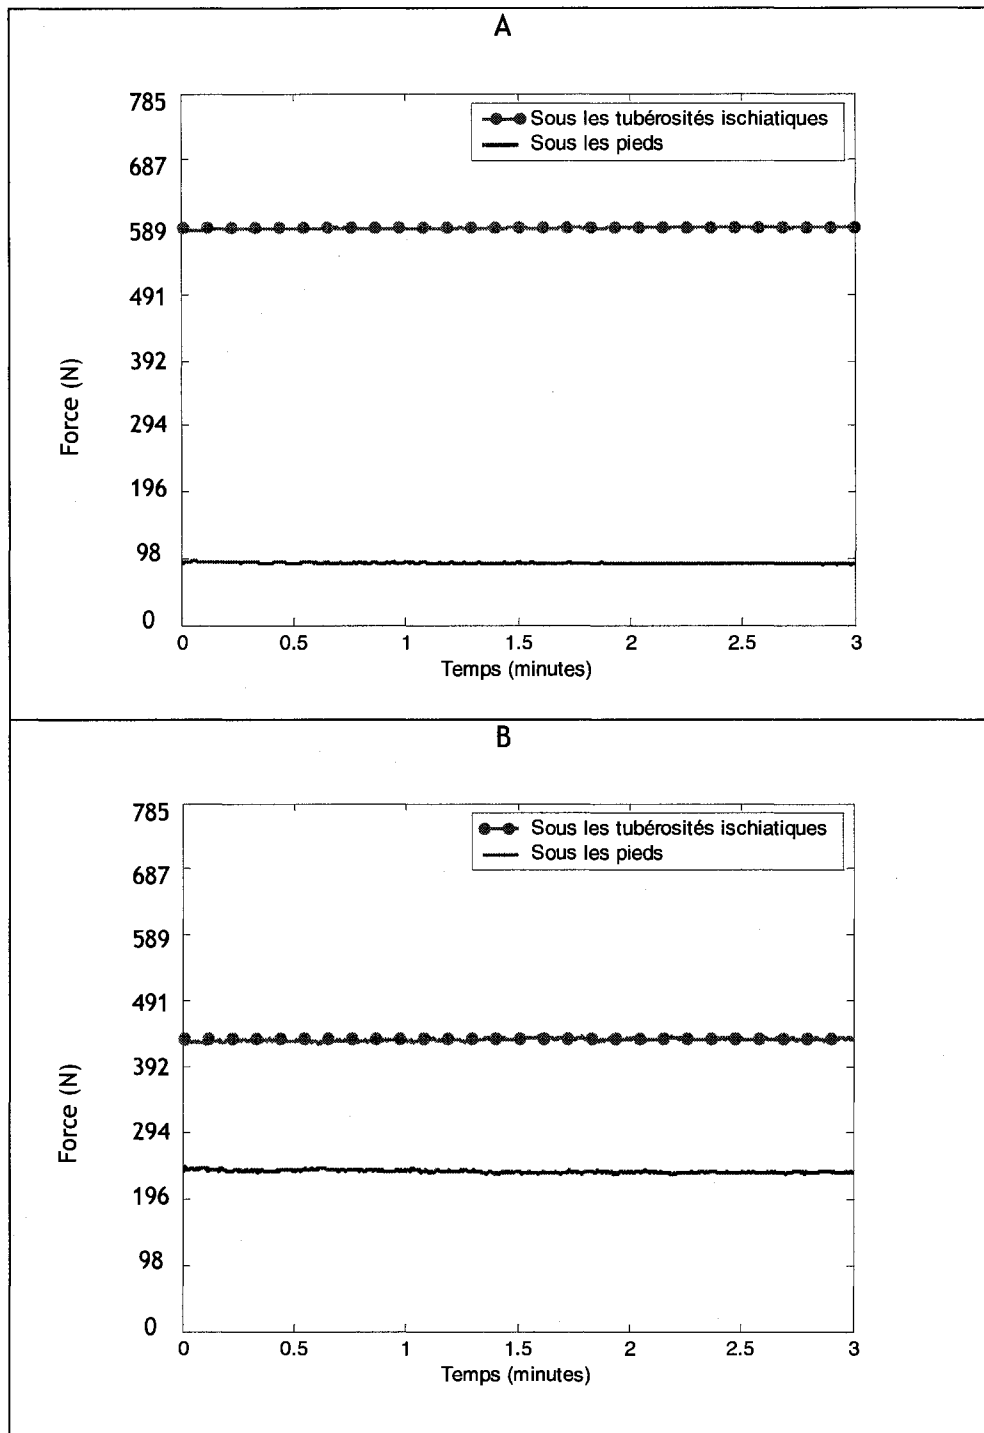 A
785
687
589
491
392
294
196
98
0
Force (N)
Sous les tubérosités ischiatiques
Sous les pieds
0 0.5 1 1.5 2 2.5 3
Temps (minutes)
B
785
687
589
491
392
294
196
98
0
Force (N)
Sous les tubérosités ischiatiques
Sous les pieds
0 0.5 1 1.5 2 2.5 3
Temps (minutes)